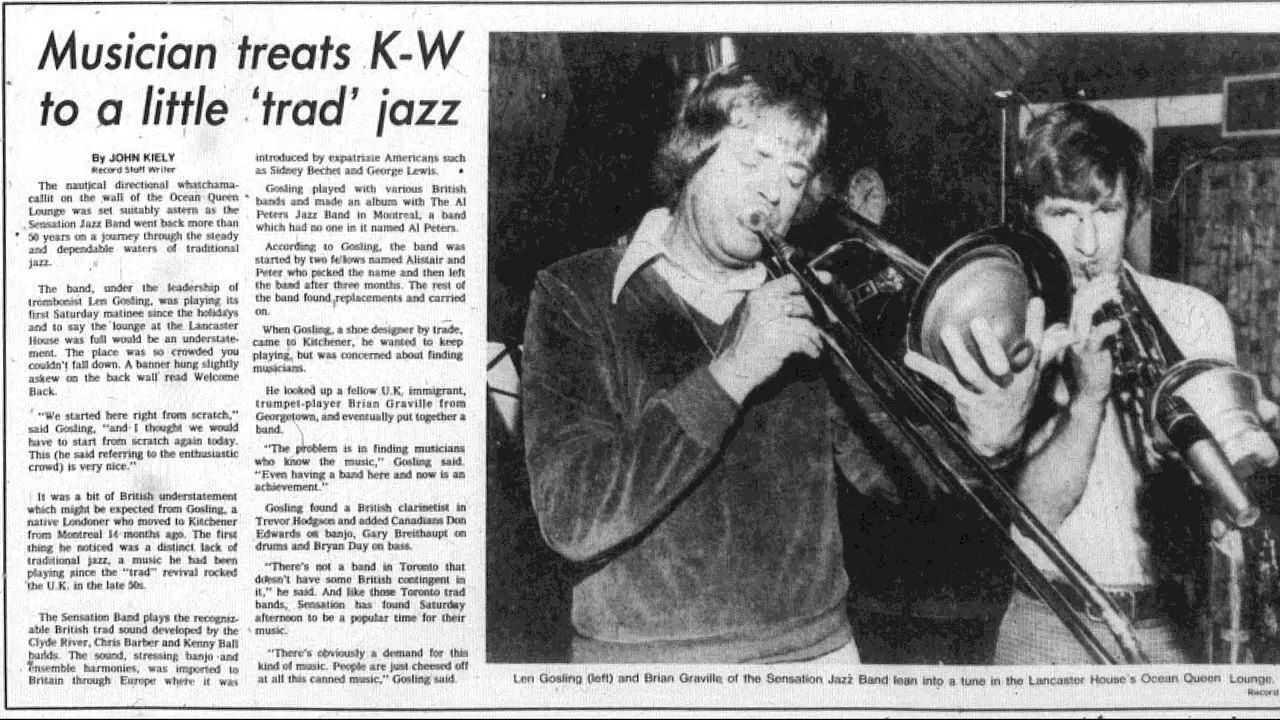 Musician treats K-W
to a little 'trad' jazz
By JOHN KIELY
Record Staff Writer
The nautical directional whatchama-
callit on the wall of the Ocean Queen
Lounge was set suitably astern as the
Sensation Jazz Band went back more than
50 years on a journey through the steady
and dependable waters of traditional
jazz.
The band, under the leadership of
trombonist Len Gosling, was playing its
first Saturday matinee since the holidays
and to say the lounge at the Lancaster
House was full would be an understate-
ment. The place was so crowded you
couldn't fall down. A banner hung slightly
askew on the back wall read Welcome
Back.
"We started here right from scratch,"
said Gosling, "and I thought we would
have to start from scratch again today.
This (he said referring to the enthusiastic
crowd) is very nice."
It was a bit of British understatement
which might be expected from Gosling, a
native Londoner who moved to Kitchener
from Montreal 14 months ago. The first
thing he noticed was a distinct lack of
traditional jazz, a music he had been
playing since the "trad" revival rocked
the U.K. in the late 50s.
The Sensation Band plays the recogniz-
able British trad sound developed by the
Clyde River, Chris Barber and Kenny Ball
bands. The sound, stressing banjo and
ensemble harmonies, was imported to
Britain through Europe where it was
introduced by expatriate Americans such
as Sidney Bechet and George Lewis.
Gosling played with various British
bands and made an album with The Al
Peters Jazz Band in Montreal, a band
which had no one in it named Al Peters.
According to Gosling, the band was
started by two fellows named Alistair and
Peter who picked the name and then left
the band after three months. The rest of
the band found replacements and carried
on.
When Gosling, a shoe designer by trade,
came to Kitchener, he wanted to keep
playing, but was concerned about finding
musicians.
He looked up a fellow U.K. immigrant,
trumpet-player Brian Graville from
Georgetown, and eventually put together a
band.
"The problem is in finding musicians
who know the music," Gosling said.
"Even having a band here and now is an
achievement."
Gosling found a British clarinetist in
Trevor Hodgson and added Canadians Don
Edwards on banjo, Gary Breithaupt on
drums and Bryan Day on bass.
"There's not a band in Toronto that
doesn't have some British contingent in
it," he said. And like those Toronto trad
bands, Sensation has found Saturday
afternoon to be a popular time for their
music.
"There's obviously a demand for this
kind of music. People are just cheesed off
at all this canned music," Gosling said.
Len Gosling (left) and Brian Graville of the Sensation Jazz Band lean into a tune in the Lancaster House's Ocean Queen Lounge.
Record